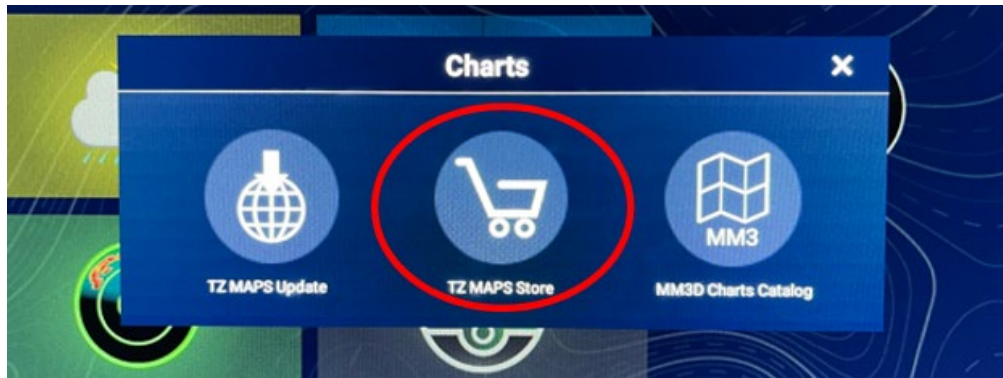 Charts
MM3
TZ MAPS Update
TZ MAPS Store
MM3D Charts Catalog